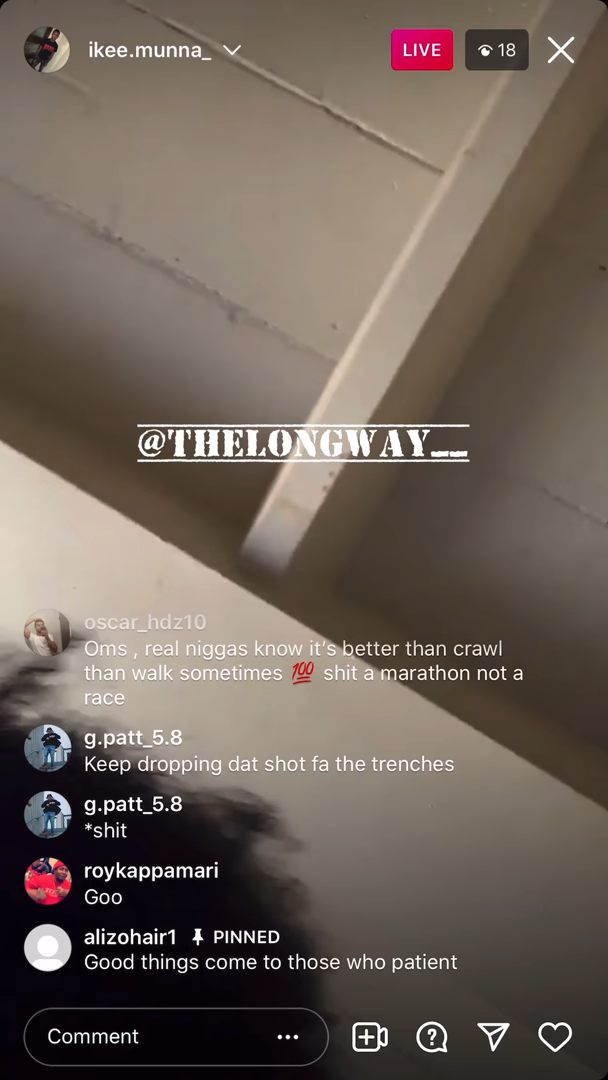 ikee.munna_
LIVE
18
@THELONGWAY__
oscar_hdz10
Oms , real niggas know it's better than crawl
than walk sometimes 💯 shit a marathon not a
race
g.patt_5.8
Keep dropping dat shot fa the trenches
g.patt_5.8
*shit
roykappamari
Goo
alizohair1 PINNED
Good things come to those who patient
Comment